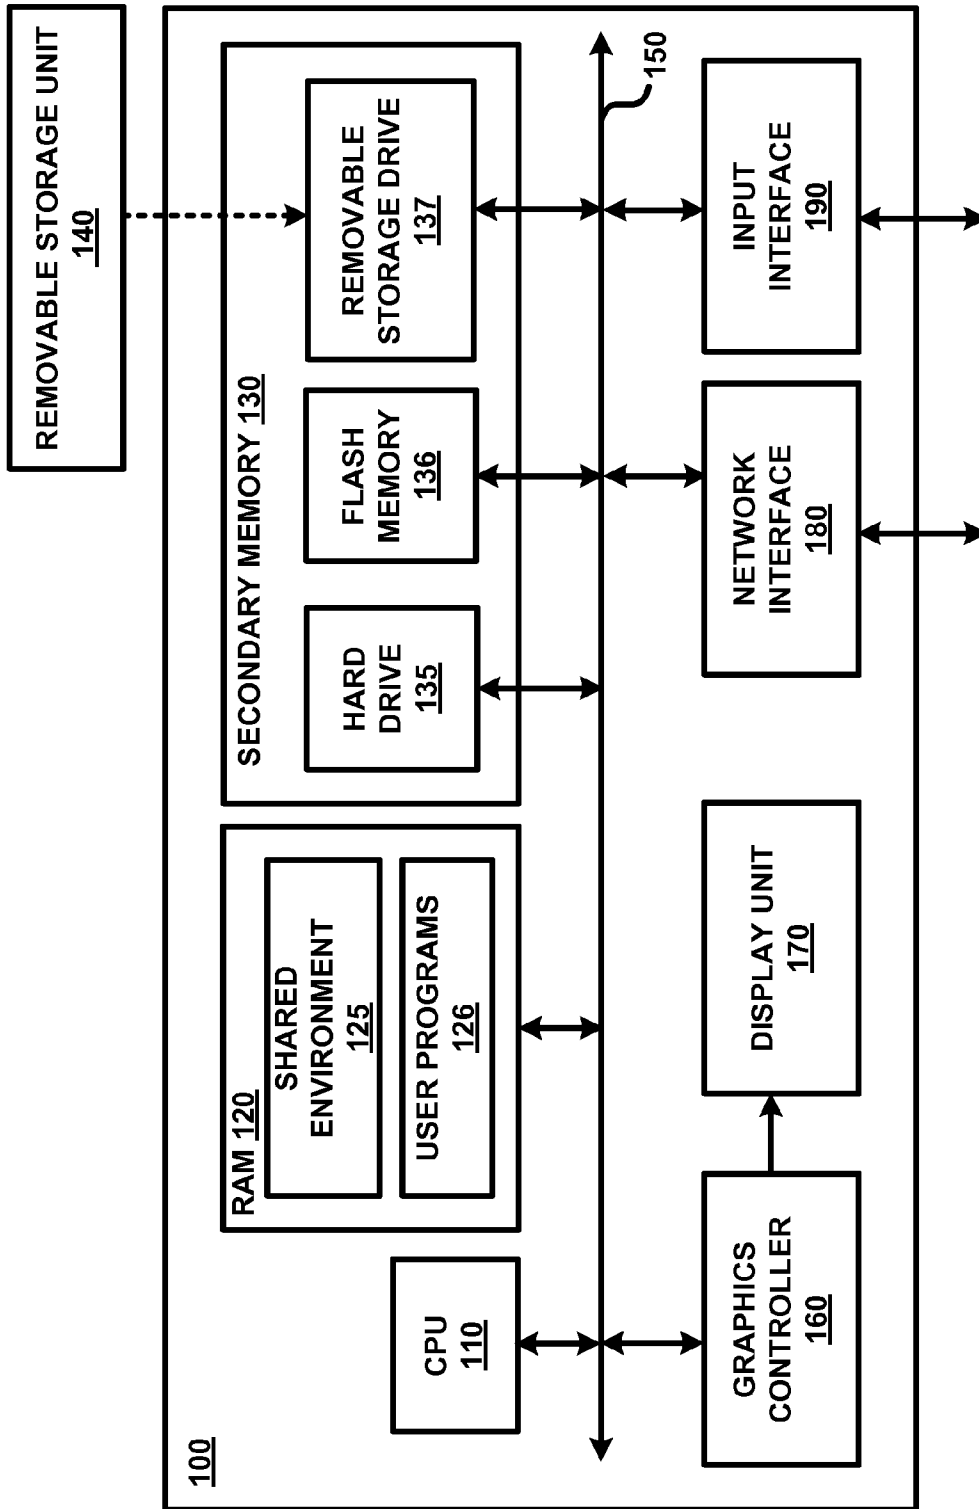 100
CPU
110
RAM 120
SHARED
ENVIRONMENT
125
USER PROGRAMS
126
SECONDARY MEMORY 130
HARD
DRIVE
135
FLASH
MEMORY
136
REMOVABLE
STORAGE DRIVE
137
REMOVABLE STORAGE UNIT
140
150
GRAPHICS
CONTROLLER
160
DISPLAY UNIT
170
NETWORK
INTERFACE
180
INPUT
INTERFACE
190